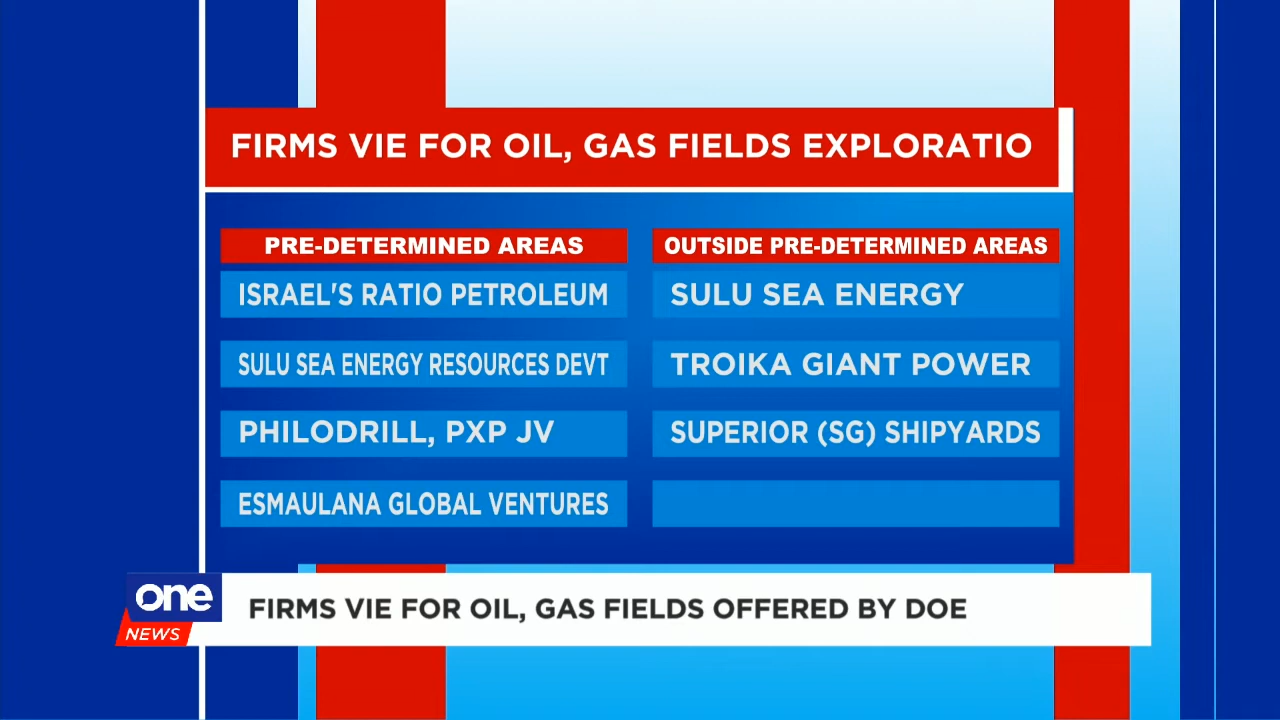 FIRMS VIE FOR OIL, GAS FIELDS EXPLORATIO
PRE-DETERMINED AREAS
ISRAEL'S RATIO PETROLEUM
SULU SEA ENERGY RESOURCES DEVT
PHILODRILL, PXP JV
ESMAULANA GLOBAL VENTURES
OUTSIDE PRE-DETERMINED AREAS
SULU SEA ENERGY
TROIKA GIANT POWER
SUPERIOR (SG) SHIPYARDS
one
NEWS
FIRMS VIE FOR OIL, GAS FIELDS OFFERED BY DOE